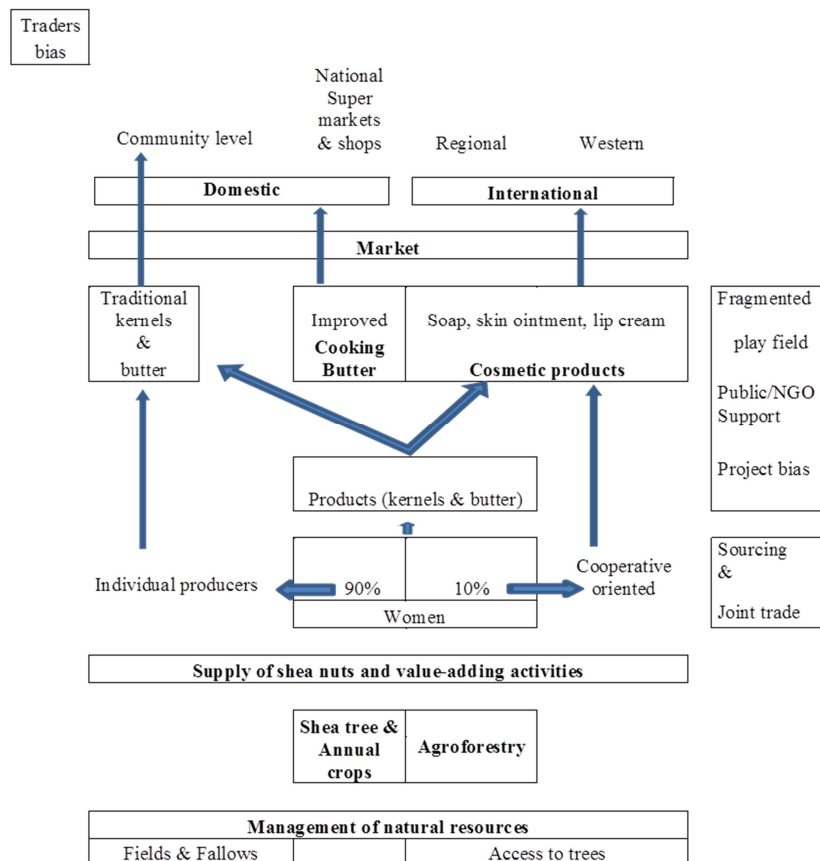 Traders
bias
National
Super
markets
& shops
Community level
Regional
Western
Domestic
International
Market
Traditional
kernels
&
butter
Improved
Cooking
Butter
Soap, skin ointment, lip cream
Cosmetic products
Fragmented
play field
Public/NGO
Support
Project bias
Products (kernels & butter)
Individual producers
90%
10%
Women
Cooperative
oriented
Sourcing
&
Joint trade
Supply of shea nuts and value-adding activities
Shea tree &
Annual
crops
Agroforestry
Management of natural resources
Fields & Fallows
Access to trees